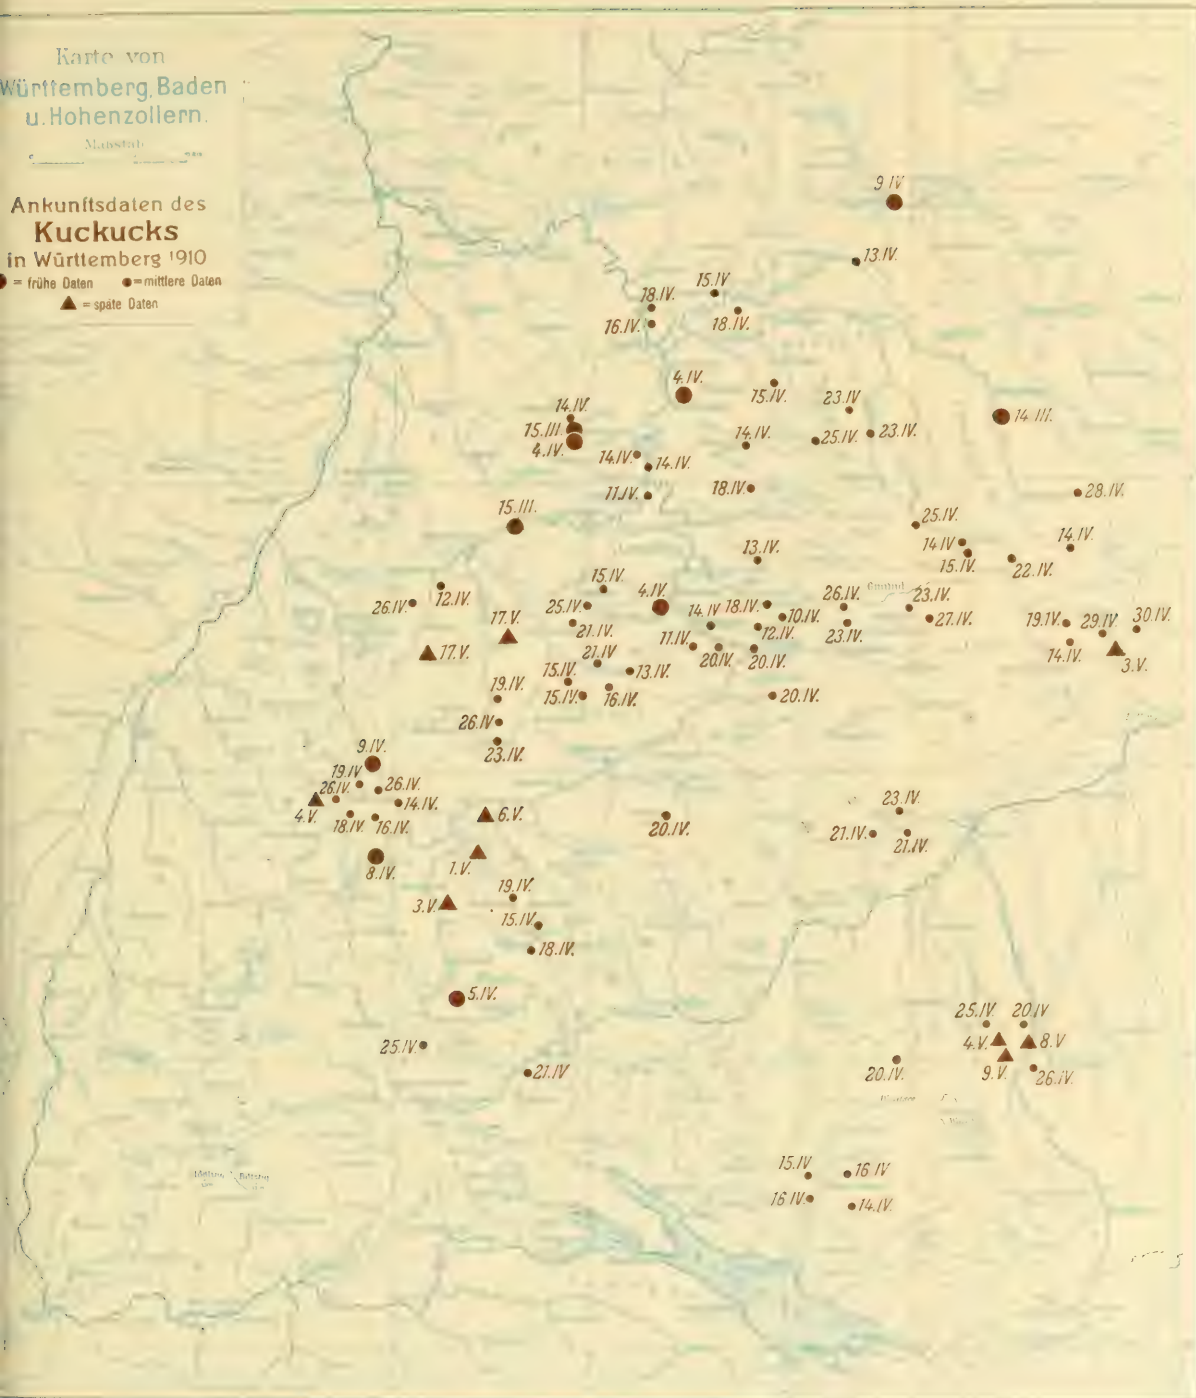 Karte von
Württemberg, Baden
u. Hohenzollern.
Maßstab
Ankunftsdaten des
Kuckucks
in Württemberg 1910
= frühe Daten = mittlere Daten
= späte Daten
9 IV
13.IV.
15.IV
18.IV.
16.IV.
18.IV.
4.IV.
15.IV.
23.IV
14.IV.
14.III.
15.III.
4.IV.
14.IV.
25.IV.
23.IV.
14.IV
14.IV.
11.IV.
18.IV.
28.IV.
15.III.
25.IV.
14.IV
14.IV.
13.IV.
15.IV.
22.IV.
15.IV.
12.IV.
26.IV.
25.IV.
4.IV.
14.IV
18.IV.
10.IV.
26.IV.
23.IV.
27.IV.
19.IV.
29.IV
30.IV.
17.V.
21.IV.
12.IV.
23.IV.
11.IV
14.IV.
3.V.
17.V.
21.IV
20.IV.
20.IV.
15.IV.
13.IV.
19.IV.
15.IV.
16.IV.
20.IV.
26.IV
23.IV.
9.IV.
19.IV
26.IV.
26.IV.
14.IV.
4.V.
18.IV.
16.IV.
6.V.
20.IV.
23.IV.
21.IV.
21.IV.
8.IV.
1.V.
19.IV.
3.V.
15.IV.
18.IV.
5.IV.
25.IV.
20.IV
25.IV.
4.V.
8.V
21.IV
20.IV.
9.V.
26.IV.
15.IV
16 IV
16 IV.
14.IV.